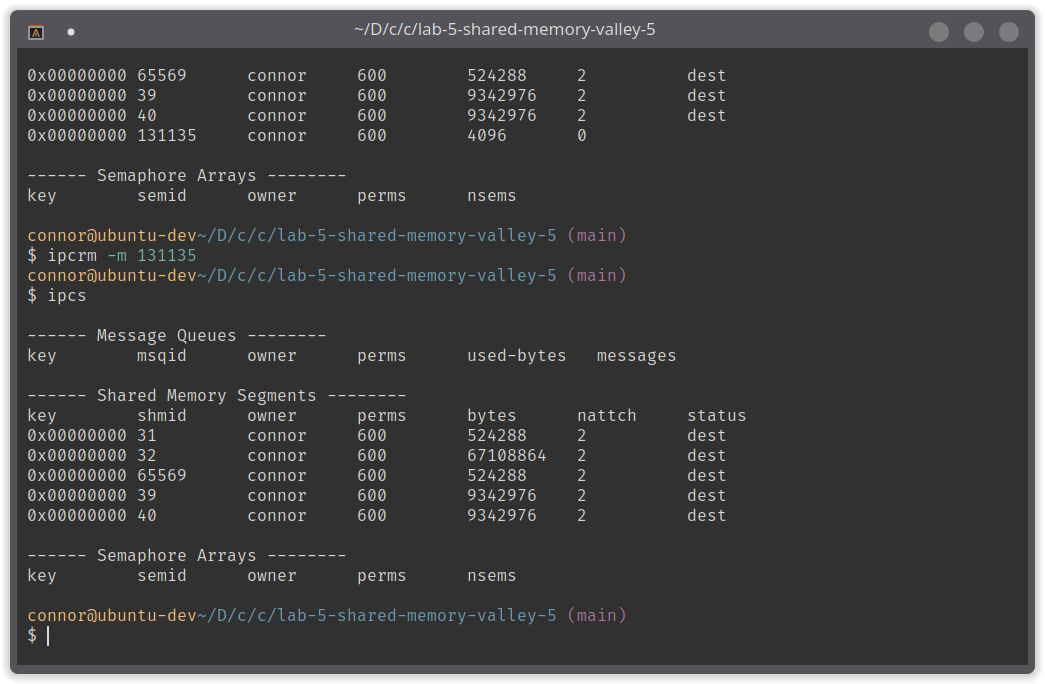 ~/D/c/c/lab-5-shared-memory-valley-5
0x00000000 65569      connor     600        524288     2          dest
0x00000000 39         connor     600        9342976    2          dest
0x00000000 40         connor     600        9342976    2          dest
0x00000000 131135     connor     600        4096       0
------ Semaphore Arrays --------
key        semid      owner      perms      nsems
connor@ubuntu-dev~/D/c/c/lab-5-shared-memory-valley-5 (main)
$ ipcrm -m 131135
connor@ubuntu-dev~/D/c/c/lab-5-shared-memory-valley-5 (main)
$ ipcs
------ Message Queues --------
key        msqid      owner      perms      used-bytes   messages
------ Shared Memory Segments --------
key        shmid      owner      perms      bytes      nattch     status
0x00000000 31         connor     600        524288     2          dest
0x00000000 32         connor     600        67108864   2          dest
0x00000000 65569      connor     600        524288     2          dest
0x00000000 39         connor     600        9342976    2          dest
0x00000000 40         connor     600        9342976    2          dest
------ Semaphore Arrays --------
key        semid      owner      perms      nsems
connor@ubuntu-dev~/D/c/c/lab-5-shared-memory-valley-5 (main)
$